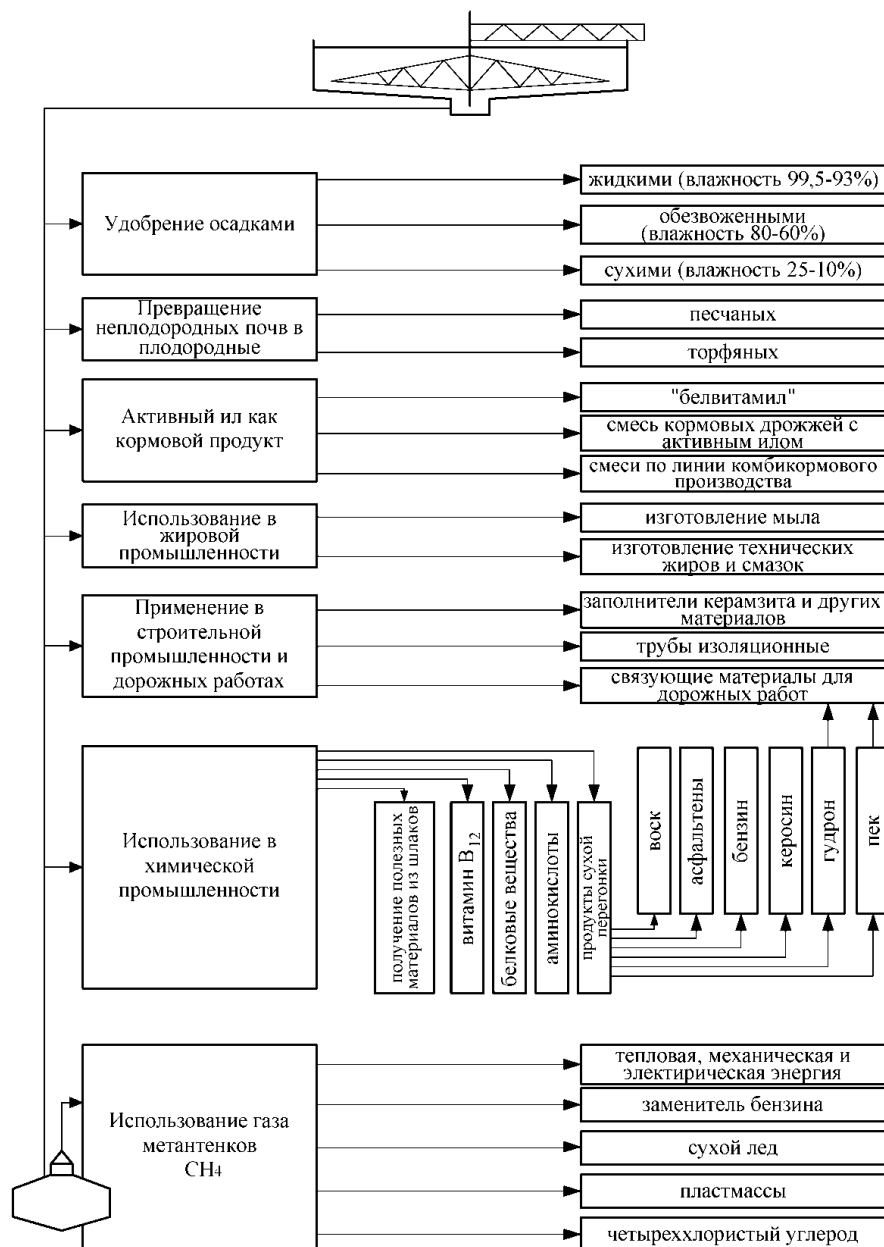 Удобрение осадками
жидкими (влажность 99,5-93%)
обезвоженными
(влажность 80-60%)
сухими (влажность 25-10%)
Превращение
неплодородных почв в
плодородные
песчаных
торфяных
Активный ил как
кормовой продукт
"белвитамил"
смесь кормовых дрожжей с
активным илом
смеси по линии комбикормового
производства
Использование в
жировой
промышленности
изготовление мыла
изготовление технических
жиров и смазок
Применение в
строительной
промышленности и
дорожных работах
заполнители керамзита и других
материалов
трубы изоляционные
связующие материалы для
дорожных работ
Использование в
химической
промышленности
получение полезных
материалов из шлаков
витамин В12
белковые вещества
аминокислоты
продукты сухой
перегонки
воск
асфальтены
бензин
керосин
гудрон
пек
Использование газа
метантенков
СН4
тепловая, механическая и
электирическая энергия
заменитель бензина
сухой лед
пластмассы
четыреххлористый углерод